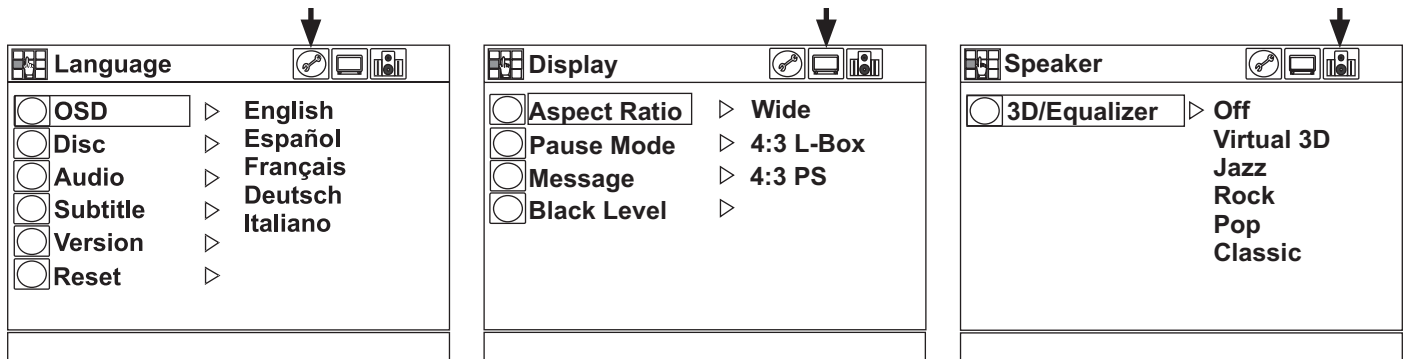 Language
OSD
Disc
Audio
Subtitle
Version
Reset
English
Español
Français
Deutsch
Italiano
Display
Aspect Ratio
Pause Mode
Message
Black Level
Wide
4:3 L-Box
4:3 PS
Speaker
3D/Equalizer
Off
Virtual 3D
Jazz
Rock
Pop
Classic